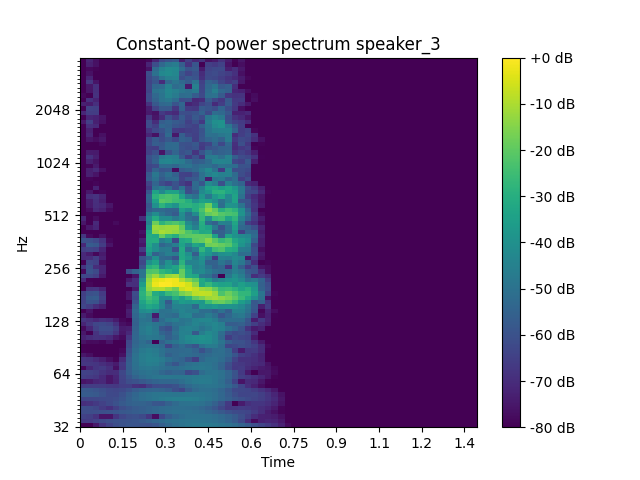 Constant-Q power spectrum speaker_3
Hz
2048
1024
512
256
128
64
32
0 0.15 0.3 0.45 0.6 0.75 0.9 1.1 1.2 1.4
Time
+0 dB
-10 dB
-20 dB
-30 dB
-40 dB
-50 dB
-60 dB
-70 dB
-80 dB